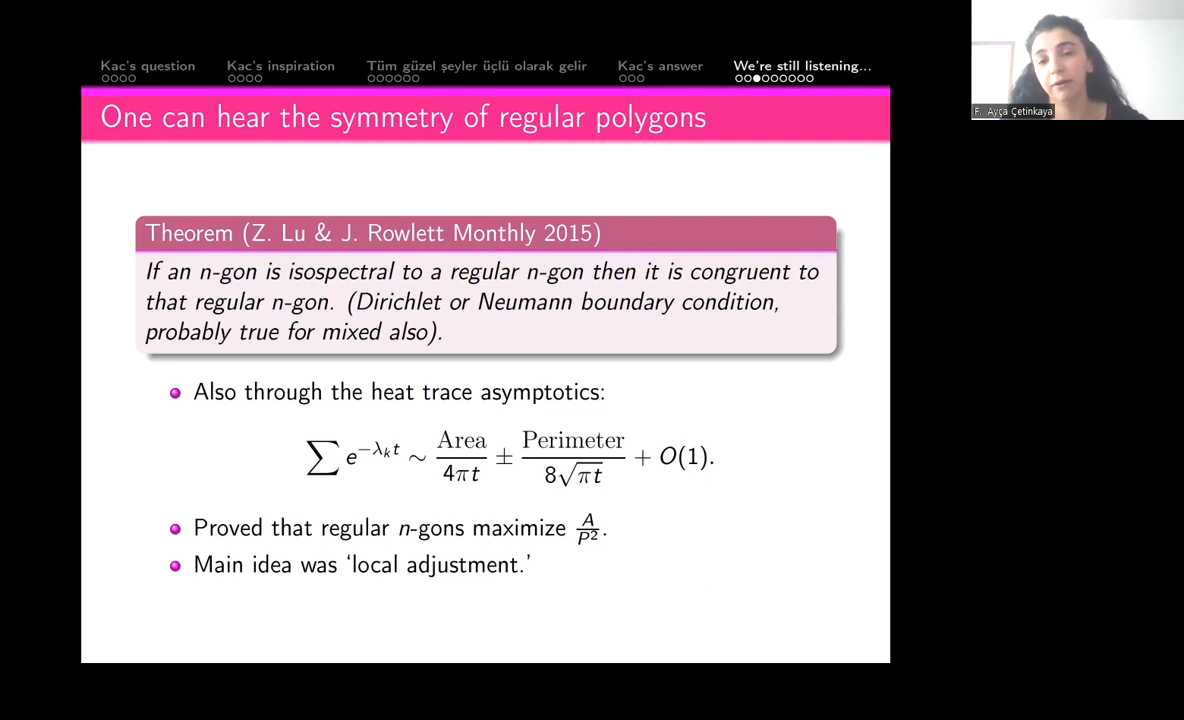 Kac's question Kac's inspiration Tüm güzel şeyler üçlü olarak gelir Kac's answer We're still listening...
One can hear the symmetry of regular polygons
Theorem (Z. Lu & J. Rowlett Monthly 2015)
If an n-gon is isospectral to a regular n-gon then it is congruent to
that regular n-gon. (Dirichlet or Neumann boundary condition,
probably true for mixed also).
Also through the heat trace asymptotics:
∑ e^{-λ_k t} ∼ Area/4πt ± Perimeter/8√πt + O(1).
Proved that regular n-gons maximize A/P².
Main idea was ‘local adjustment.’
F. Ayça Çetinkaya